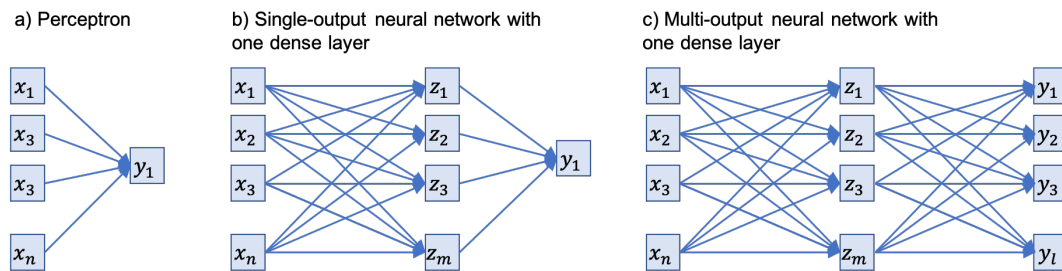 a) Perceptron
x₁
x₃
x₃
xₙ
y₁
b) Single-output neural network with
one dense layer
x₁
x₂
x₃
xₙ
z₁
z₂
z₃
zₘ
y₁
c) Multi-output neural network with
one dense layer
x₁
x₂
x₃
xₙ
z₁
z₂
z₃
zₘ
y₁
y₂
y₃
yₗ